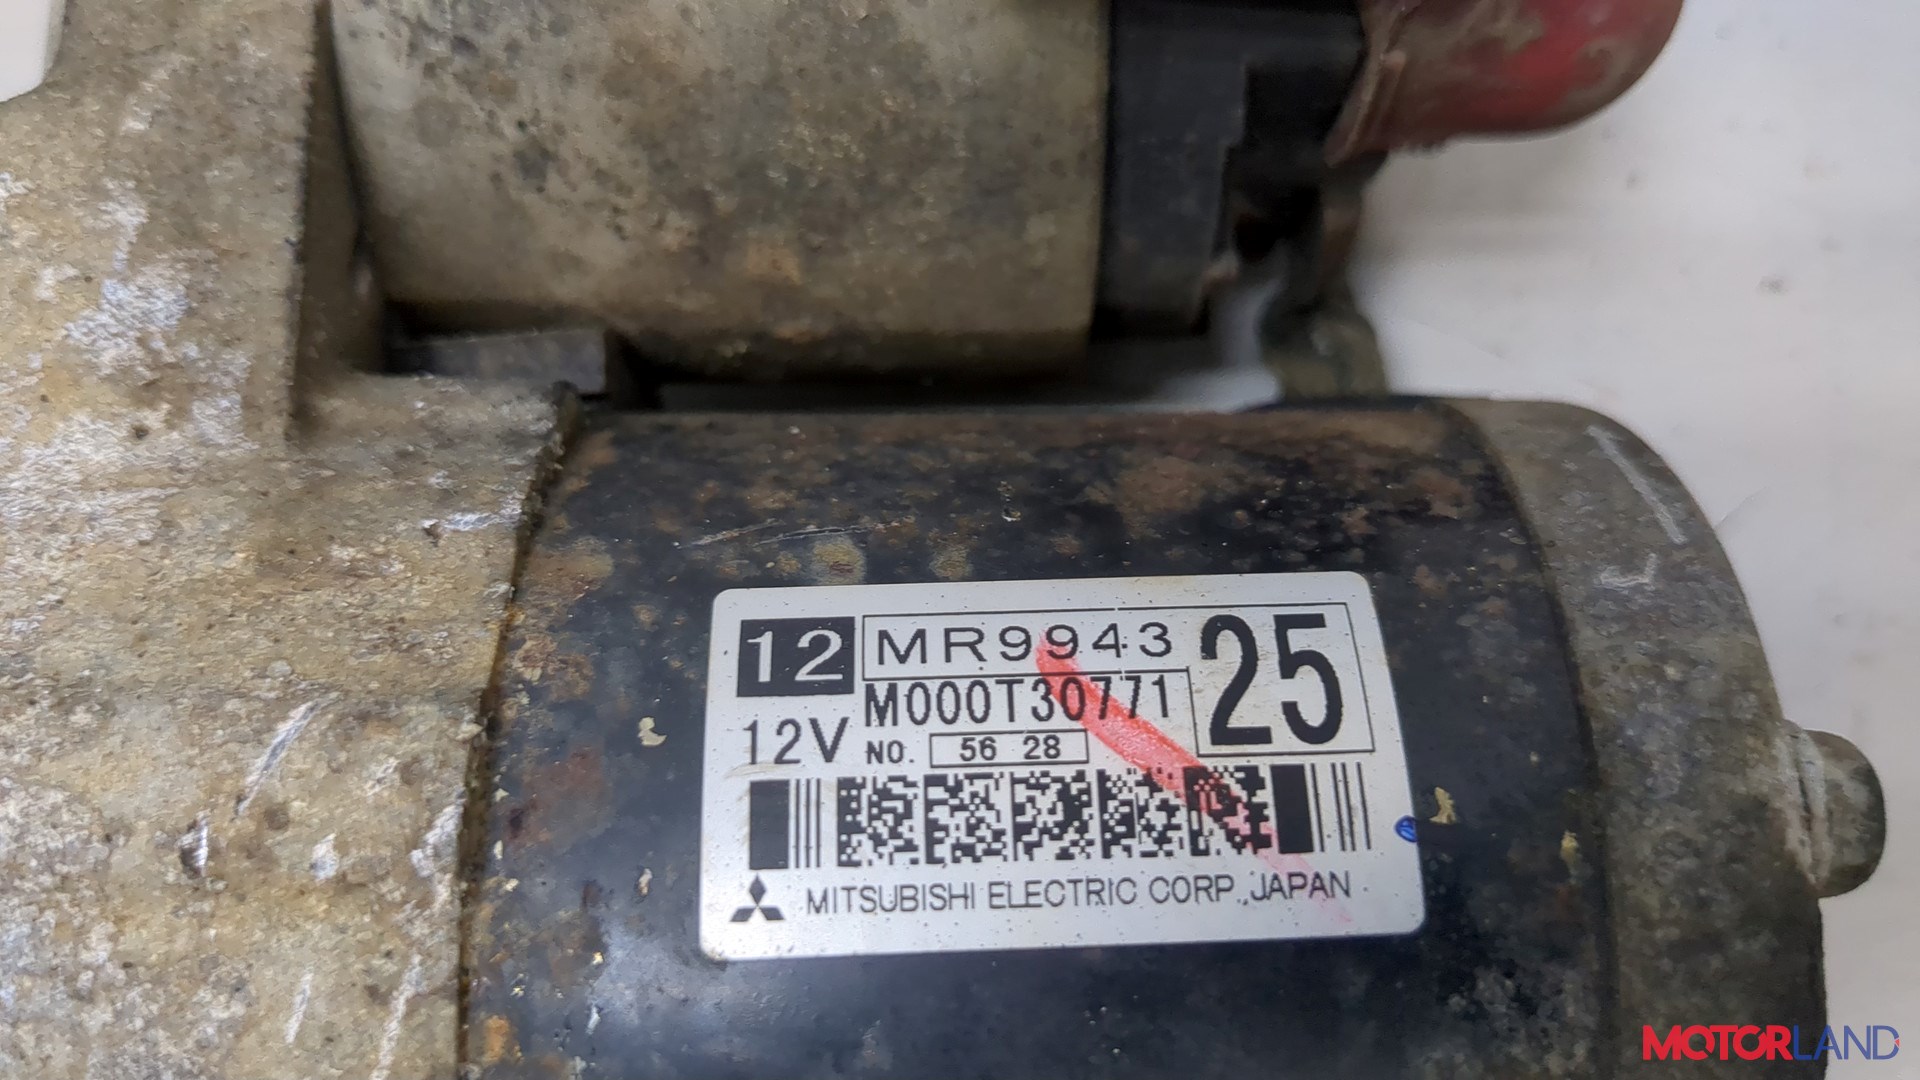 12 MR9943 25
M000T30771
12V NO. 56 28
MITSUBISHI ELECTRIC CORP.,JAPAN
MOTORLAND